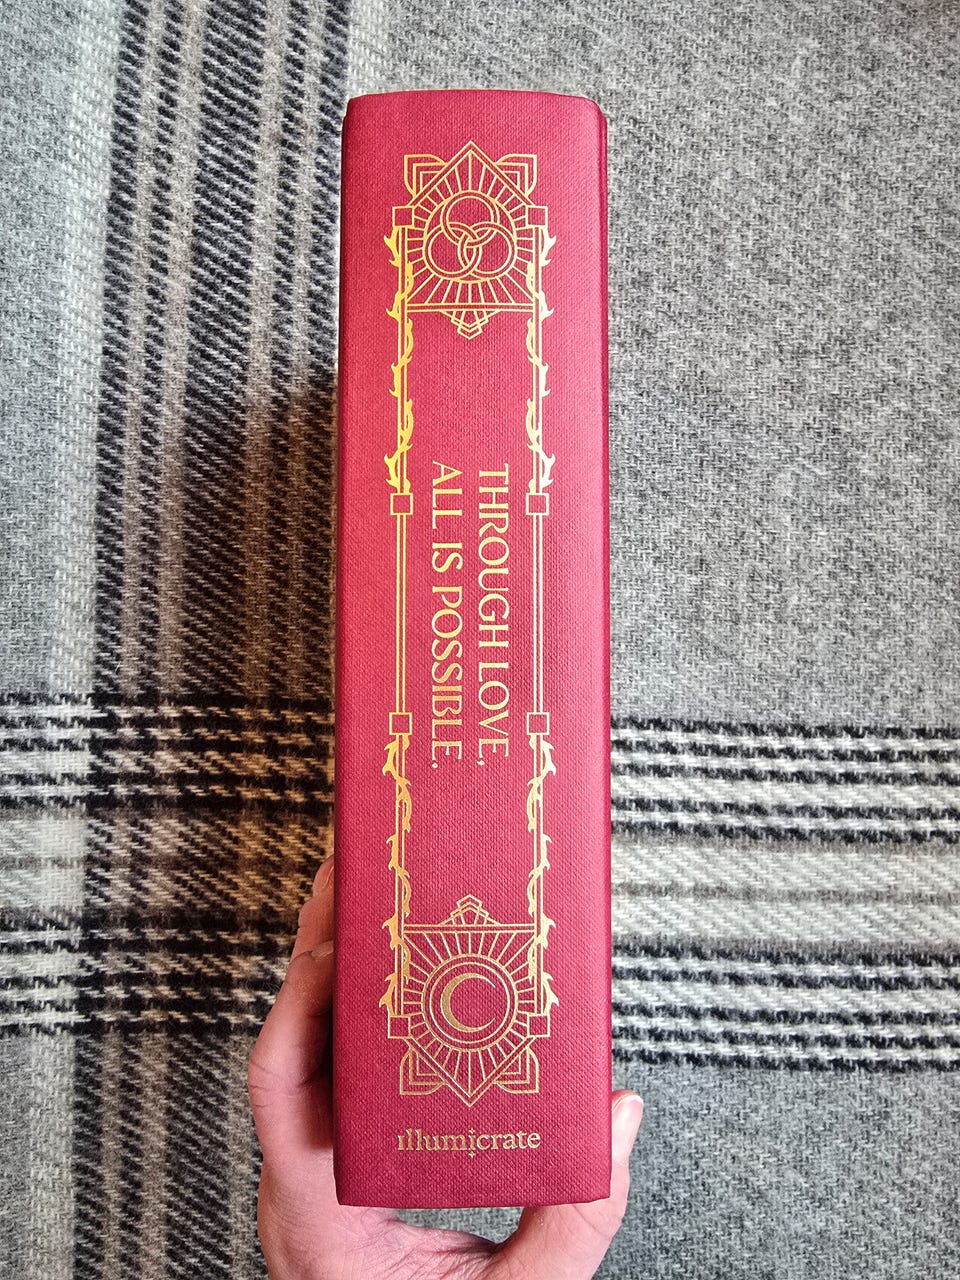 THROUGH LOVE,
ALL IS POSSIBLE.
illumicrate